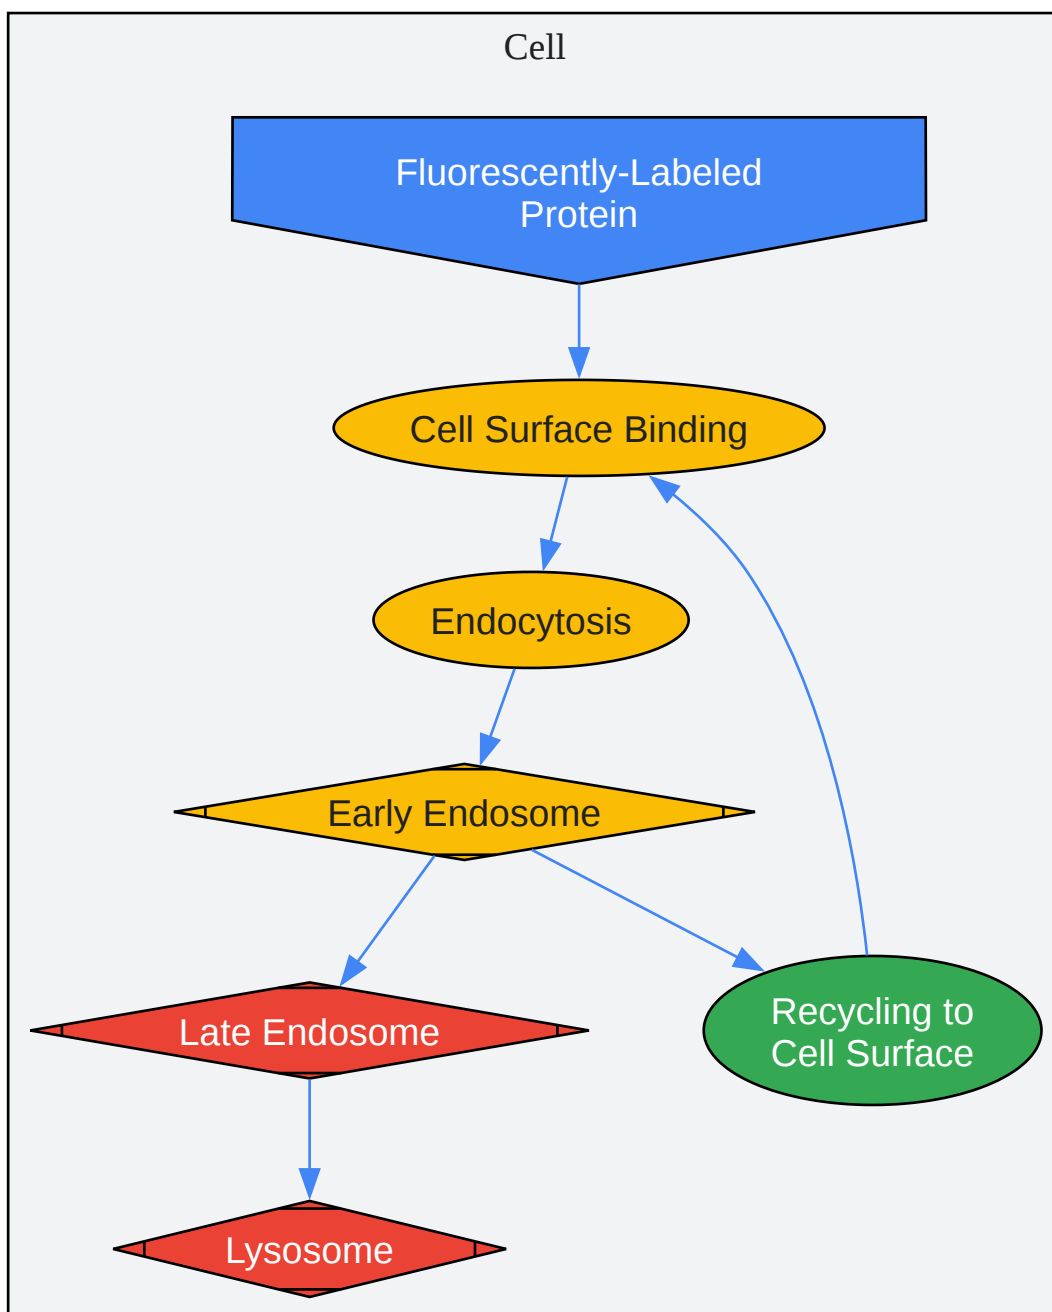 Cell
Fluorescently-Labeled
Protein
Cell Surface Binding
Endocytosis
Early Endosome
Late Endosome
Recycling to
Cell Surface
Lysosome